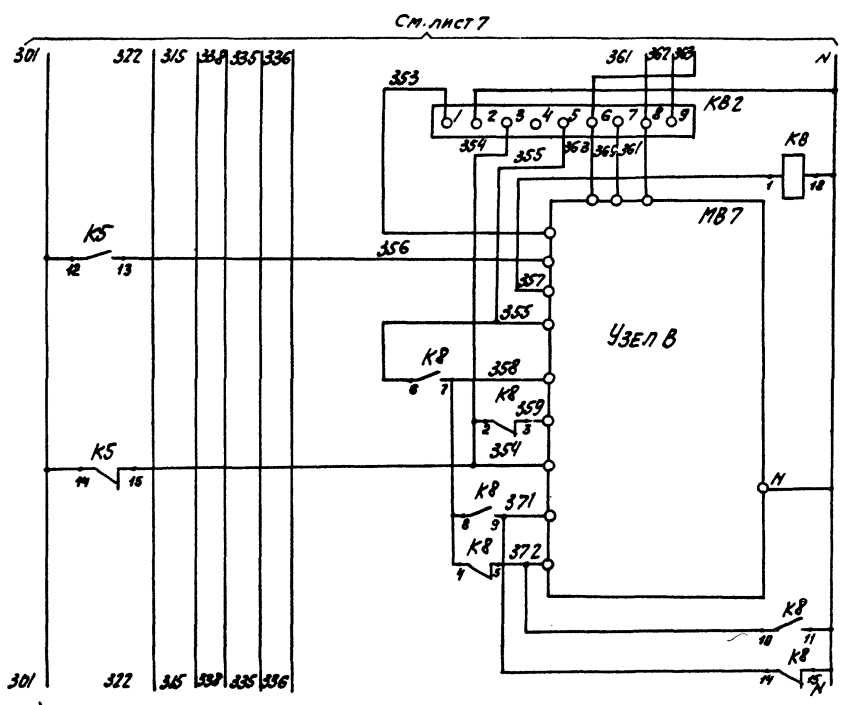 См. лист 7
301 322 315 338 335 336 361 362 363 N
353 КВ2
1 2 3 4 5 6 7 8 9
354 355 363 365 361 К8
1 12
МВ7
К5
12 13 356
357
355
УЗЕЛ В
К8
6 7 358
К8
2 3 359
К5
14 15 354
N
К8
8 9 371
К8
4 5 372
К8
10 11
К8
14 15
301 322 315 338 335 336 N